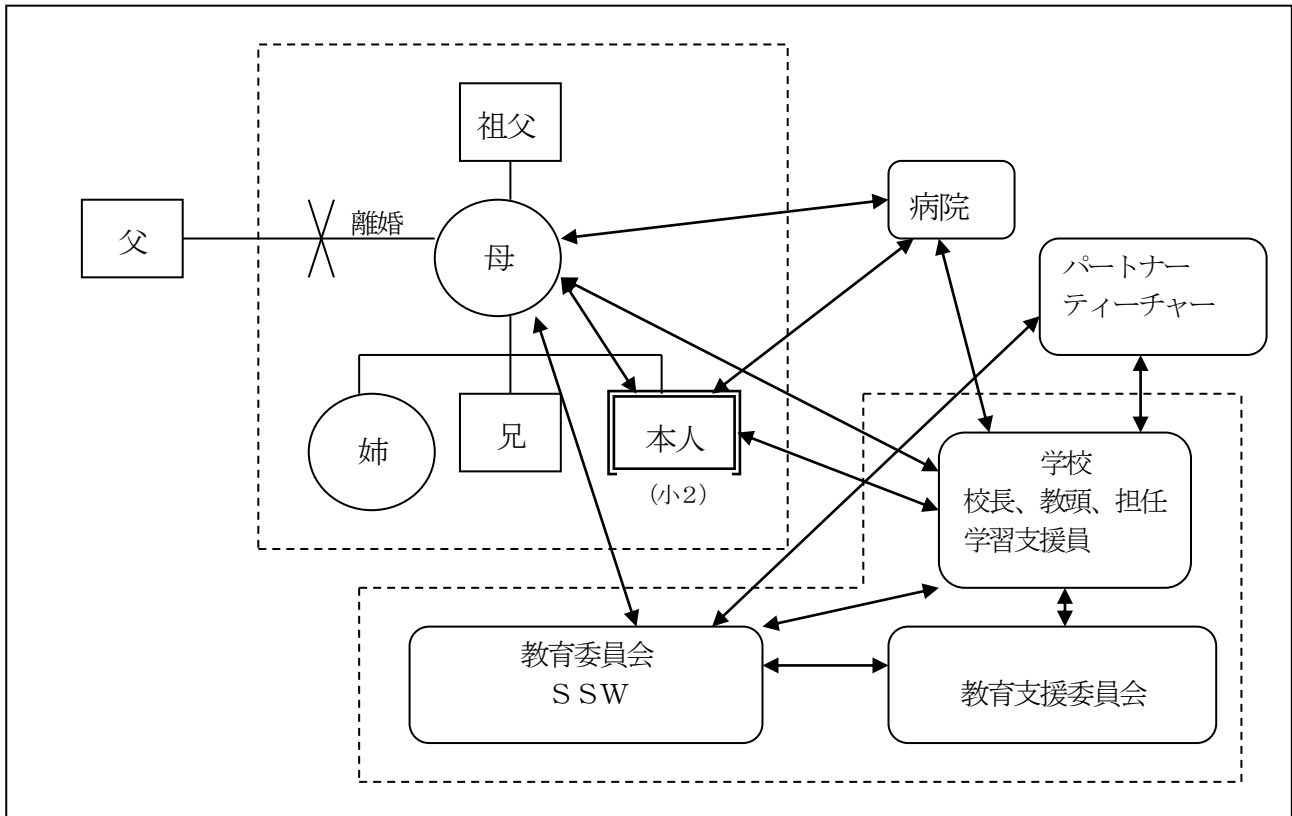 祖父
病院
父
離婚
母
パートナー
ティーチャー
姉
兄
本人
(小2)
学校
校長、教頭、担任
学習支援員
教育委員会
SSW
教育支援委員会